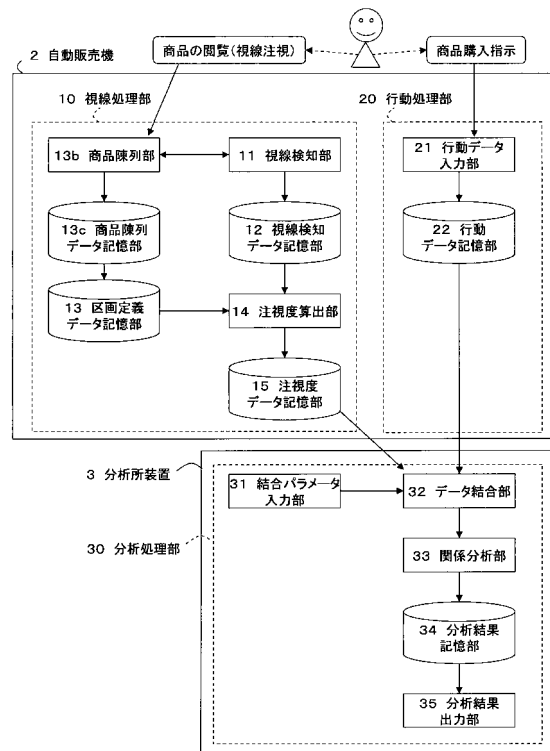 2 自動販売機
商品の閲覧(視線注視)
商品購入指示
10 視線処理部
20 行動処理部
13b 商品陳列部
11 視線検知部
21 行動データ
入力部
13c 商品陳列
データ記憶部
12 視線検知
データ記憶部
22 行動
データ記憶部
13 区画定義
データ記憶部
14 注視度算出部
15 注視度
データ記憶部
3 分析所装置
31 結合パラメータ
入力部
32 データ結合部
30 分析処理部
33 関係分析部
34 分析結果
記憶部
35 分析結果
出力部